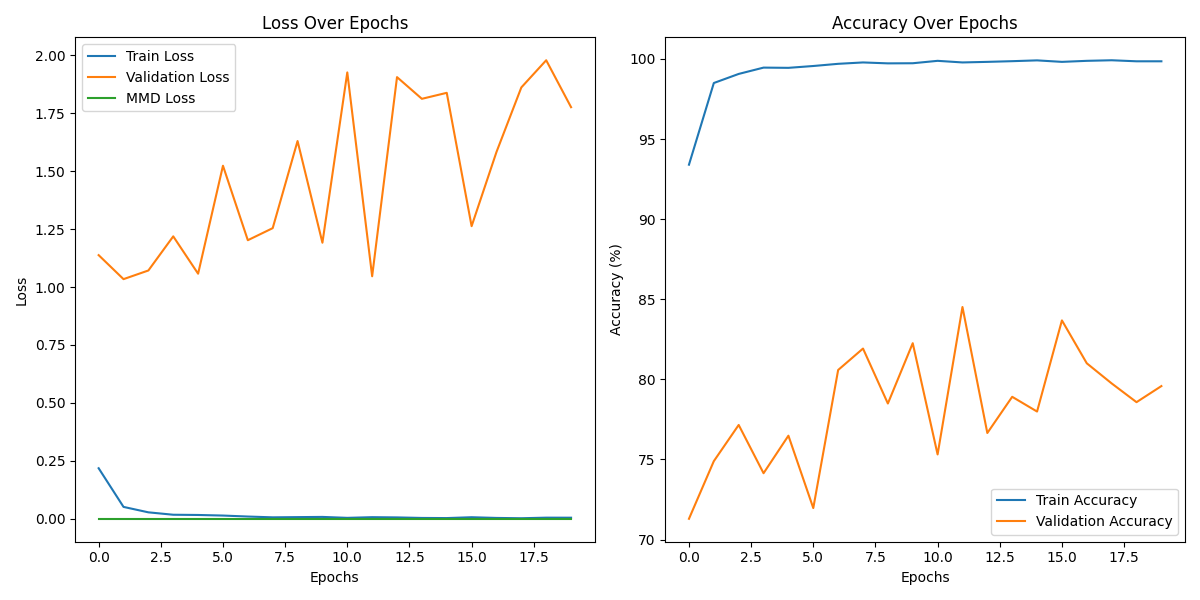 Loss Over Epochs
Train Loss
Validation Loss
MMD Loss
2.00
1.75
1.50
1.25
1.00
0.75
0.50
0.25
0.00
Loss
0.0 2.5 5.0 7.5 10.0 12.5 15.0 17.5
Epochs
Accuracy Over Epochs
100
95
90
85
80
75
70
Accuracy (%)
Train Accuracy
Validation Accuracy
0.0 2.5 5.0 7.5 10.0 12.5 15.0 17.5
Epochs